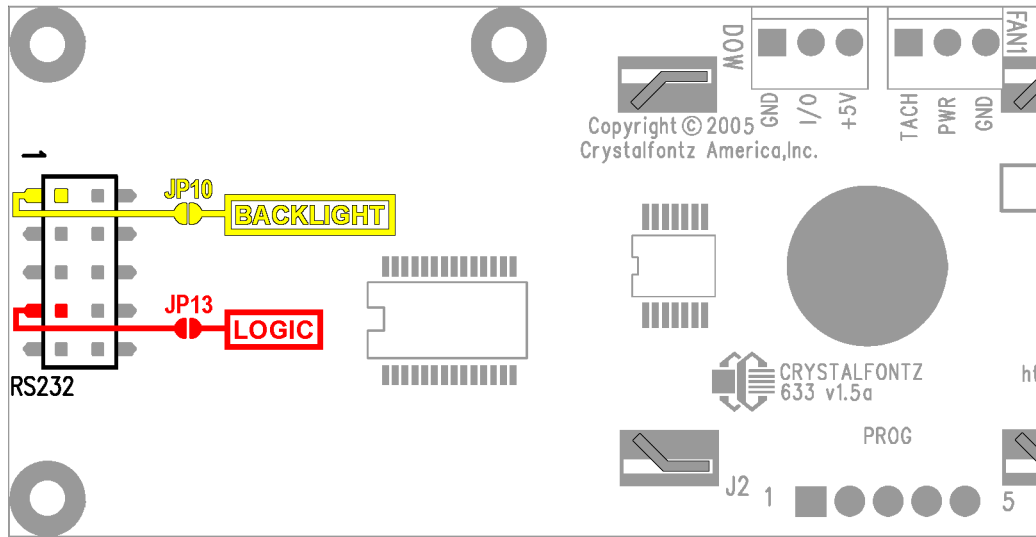 DOW
FAN1
GND
I/O
+5V
TACH
PWR
GND
Copyright © 2005
Crystalfontz America,Inc.
1
JP10
BACKLIGHT
JP13
LOGIC
RS232
CRYSTALFONTZ
633 v1.5a
ht
PROG
J2
1
5